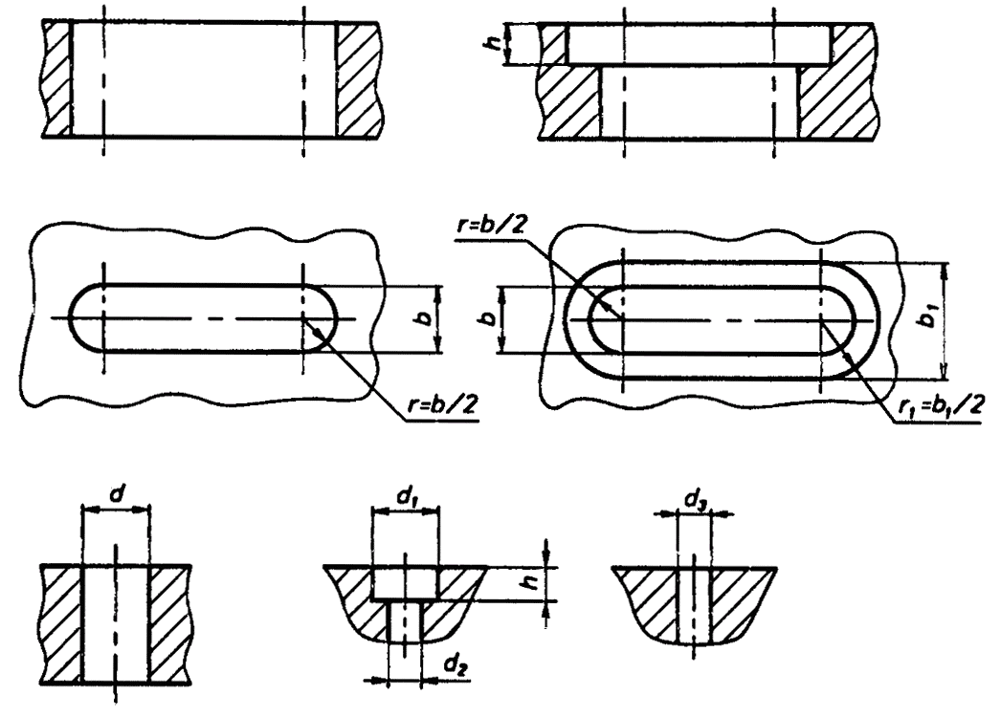 h
r=b/2
b
r=b/2
b
b₁
r₁=b₁/2
d
d₁
h
d₂
d₃